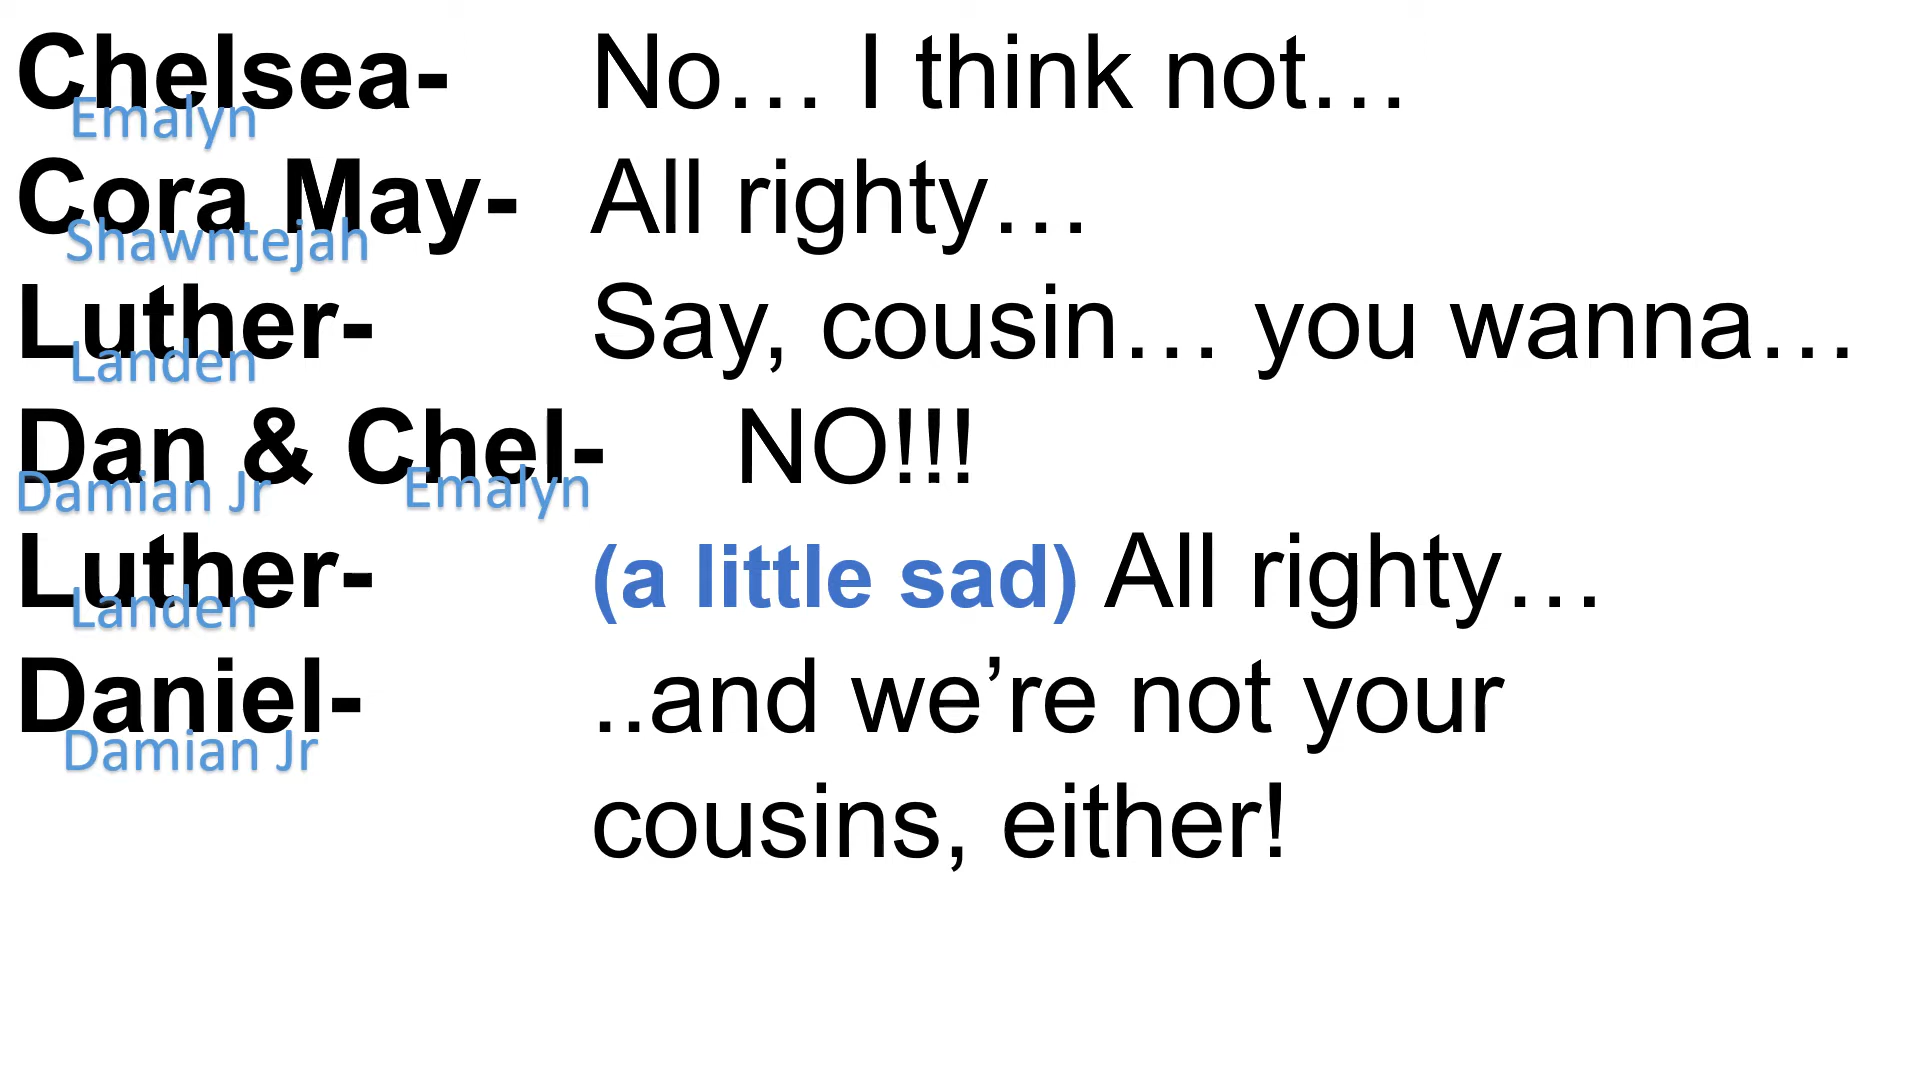 Chelsea- No… I think not…
Emalyn
Cora May- All righty…
Shawntejah
Luther- Say, cousin… you wanna…
Landen
Dan & Chel- NO!!!
Damian Jr Emalyn
Luther- (a little sad) All righty…
Landen
Daniel- ..and we’re not your
Damian Jr
cousins, either!